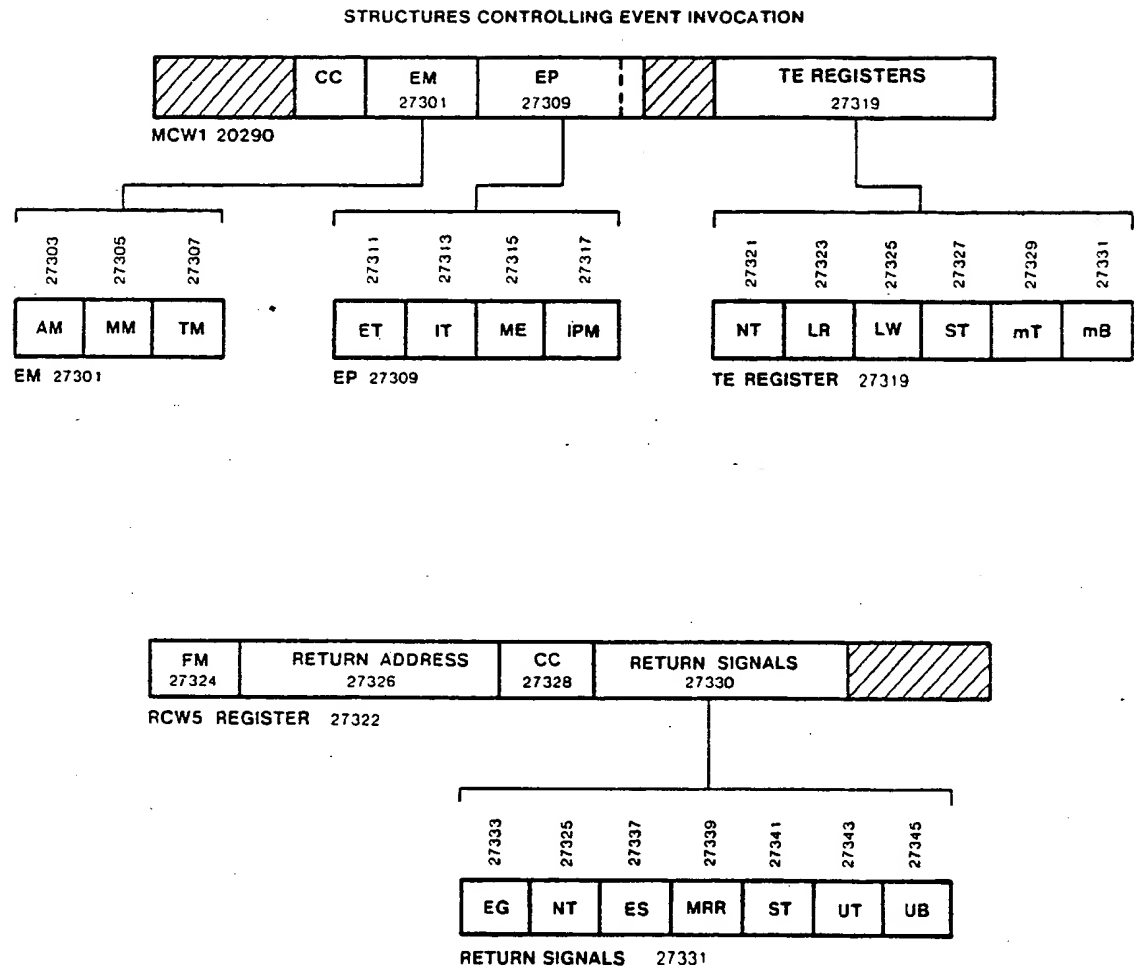 STRUCTURES CONTROLLING EVENT INVOCATION
CC EM EP TE REGISTERS
27301 27309 27319
MCW1 20290
27303 27305 27307 27311 27313 27315 27317 27321 27323 27325 27327 27329 27331
AM MM TM ET IT ME IPM NT LR LW ST mT mB
EM 27301 EP 27309 TE REGISTER 27319
FM RETURN ADDRESS CC RETURN SIGNALS
27324 27326 27328 27330
RCW5 REGISTER 27322
27333 27325 27337 27339 27341 27343 27345
EG NT ES MRR ST UT UB
RETURN SIGNALS 27331